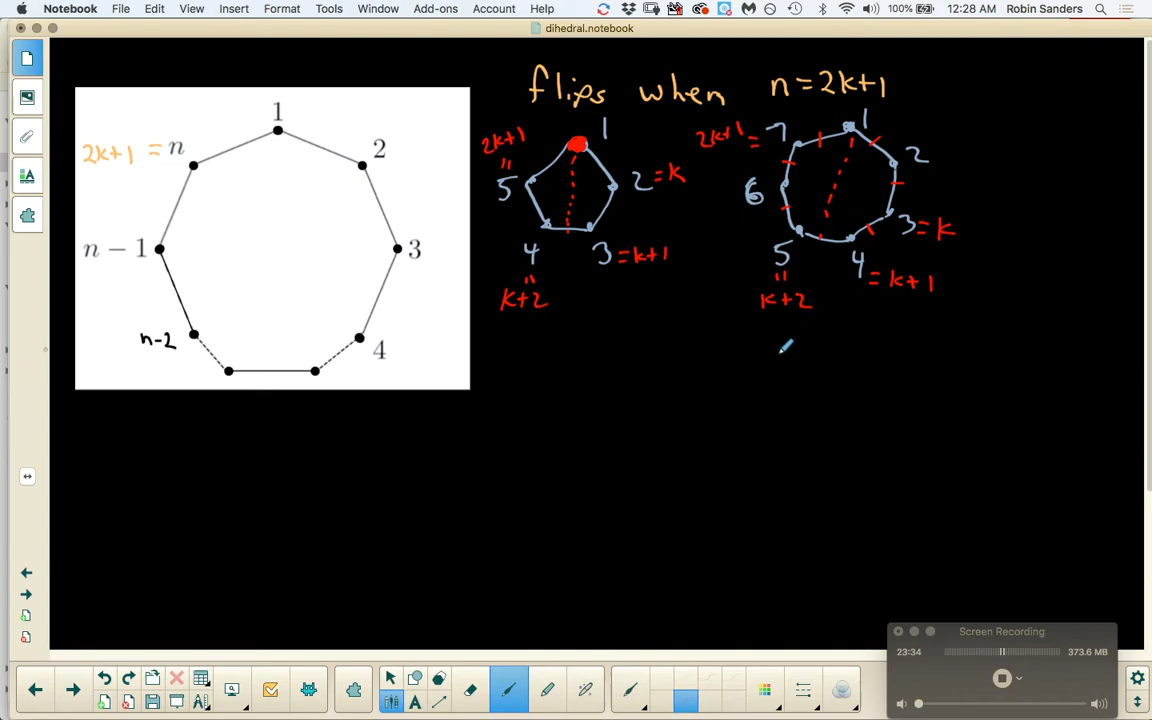 Notebook File Edit View Insert Format Tools Window Add-ons Account Help 100% 12:28 AM Robin Sanders
dihedral.notebook
flips when n=2k+1
1
2
3
4
n-2
n − 1
2k+1 = n
2k+1
=
5
1
2 = k
3 = k+1
4
=
k+2
2k+1 = 7
1
2
3 = k
4 = k+1
5
=
k+2
6
Screen Recording
23:34 373.6 MB